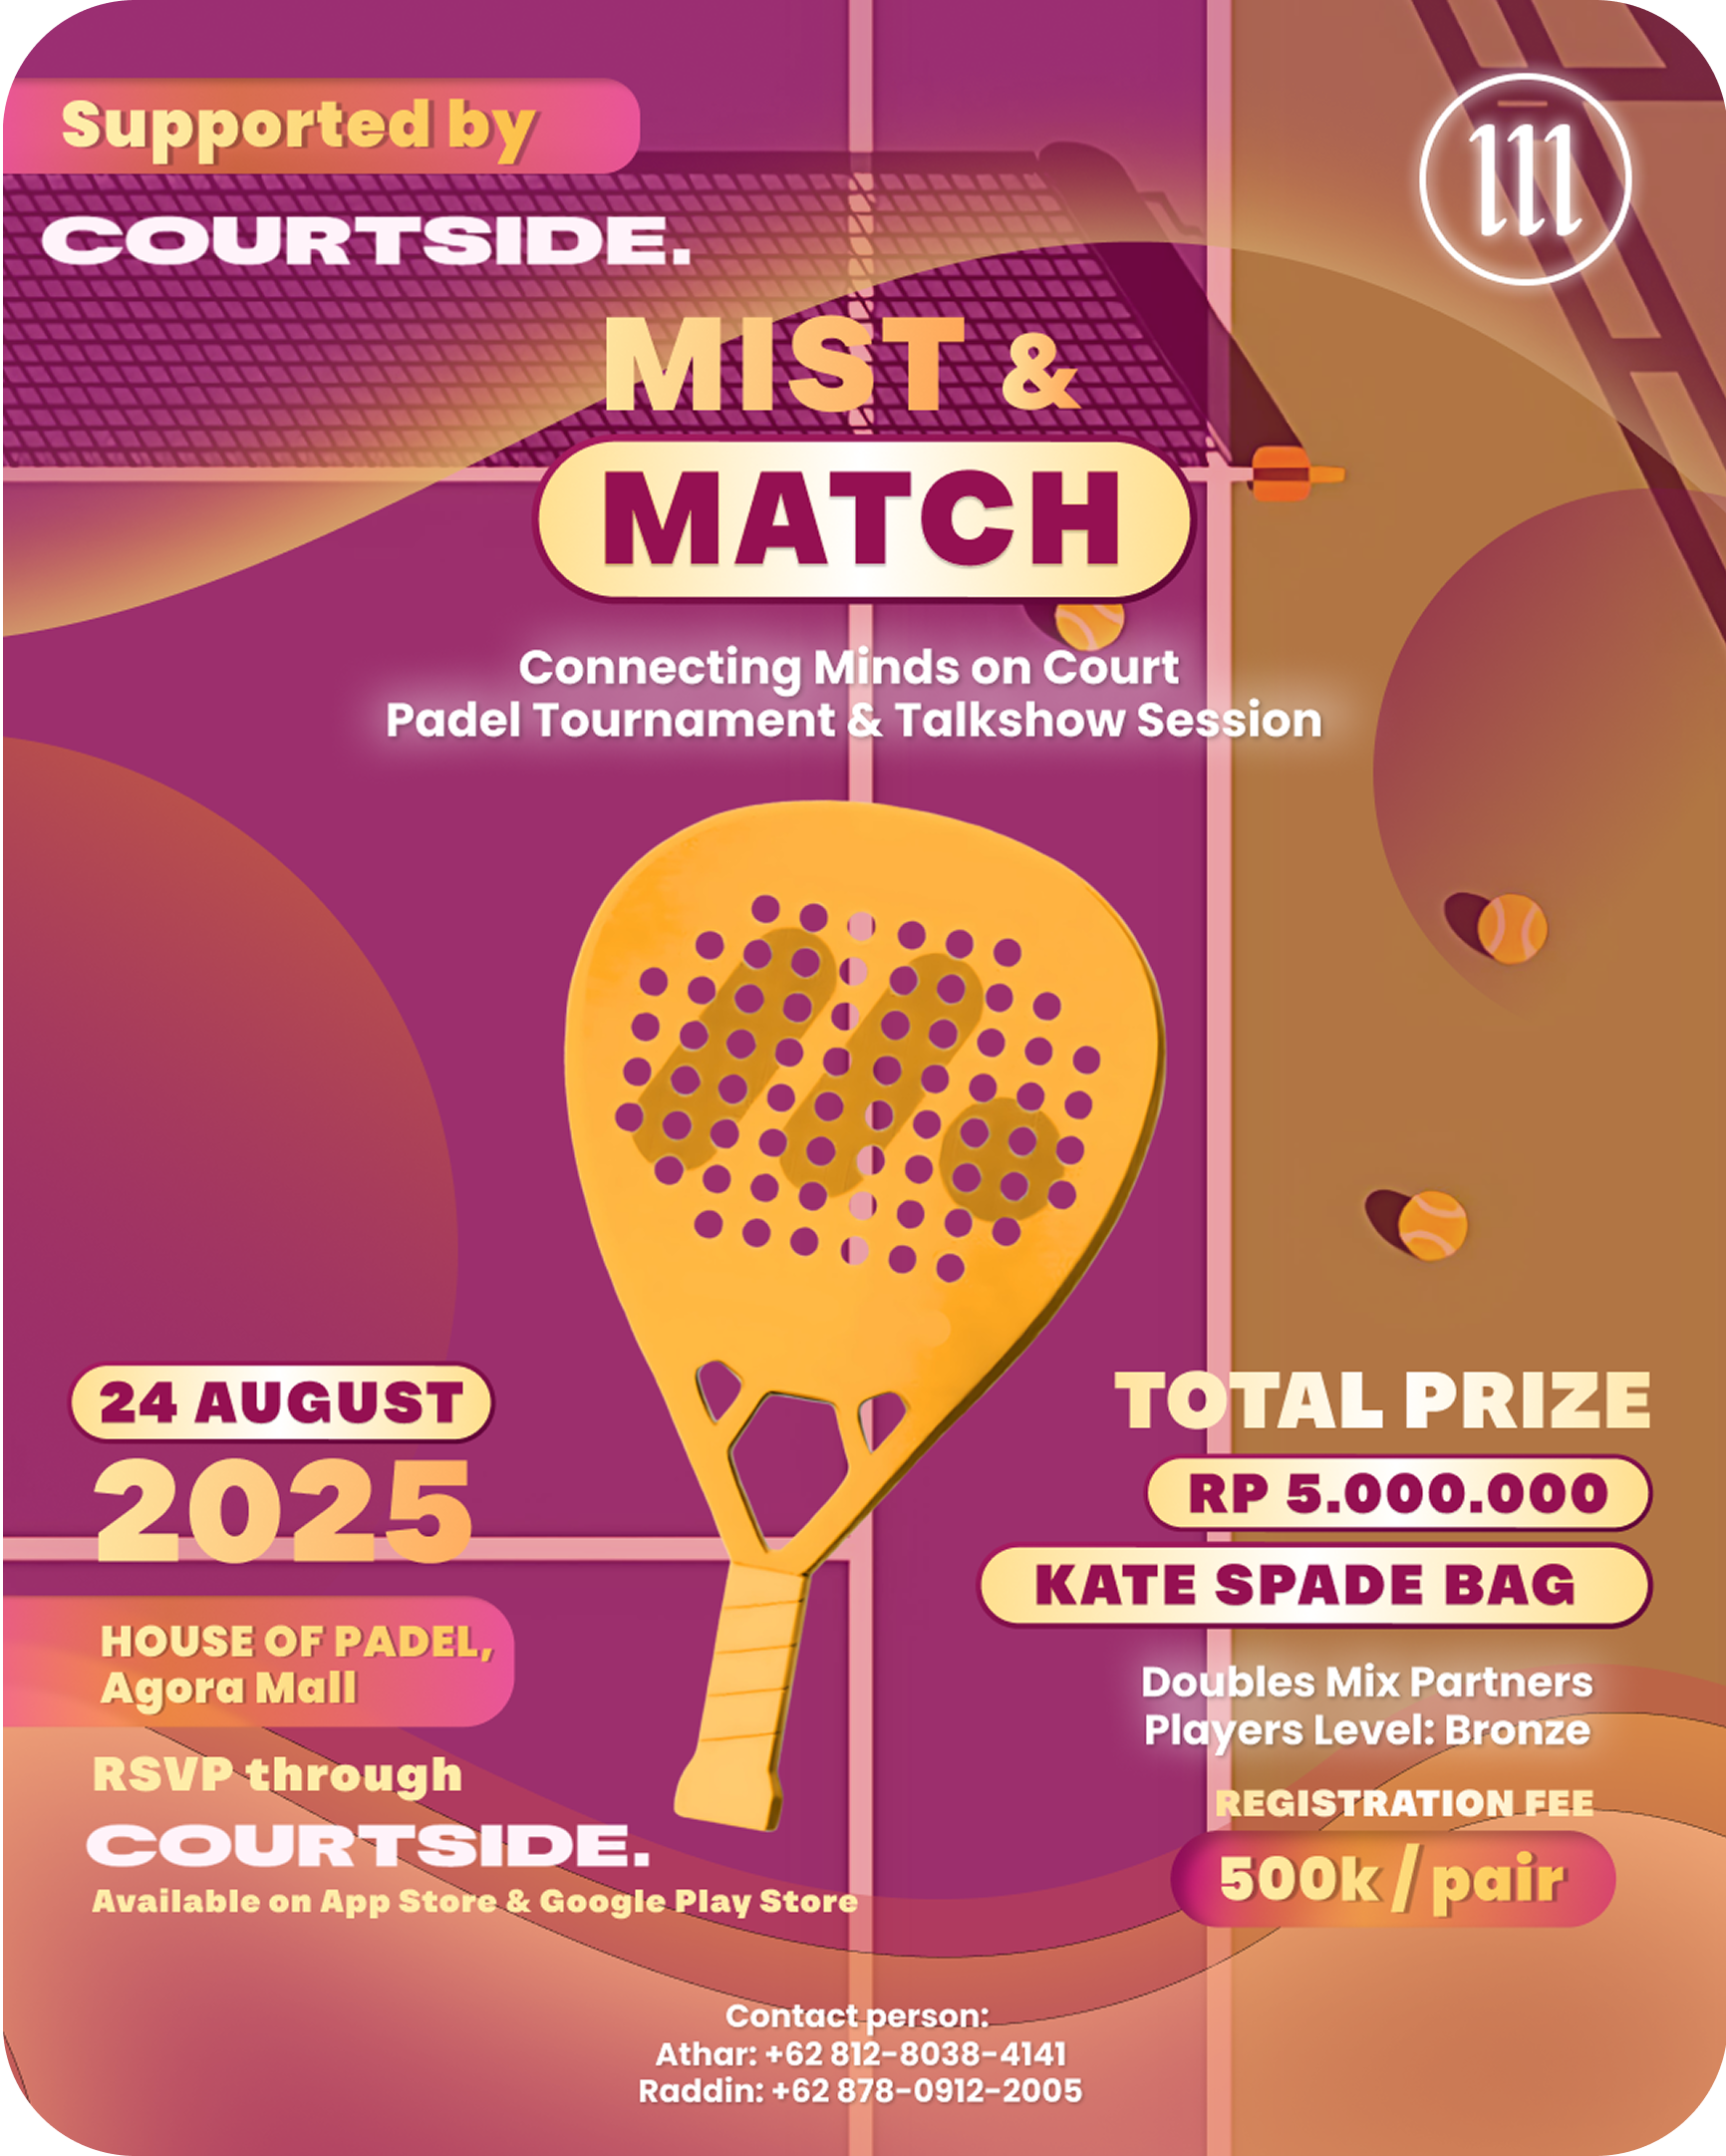 Supported by
COURTSIDE.
MIST &
MATCH
Connecting Minds on Court
Padel Tournament & Talkshow Session
24 AUGUST
2025
HOUSE OF PADEL,
Agora Mall
RSVP through
COURTSIDE.
Available on App Store & Google Play Store
TOTAL PRIZE
RP 5.000.000
KATE SPADE BAG
Doubles Mix Partners
Players Level: Bronze
REGISTRATION FEE
500k / pair
Contact person:
Athar: +62 812-8038-4141
Raddin: +62 878-0912-2005